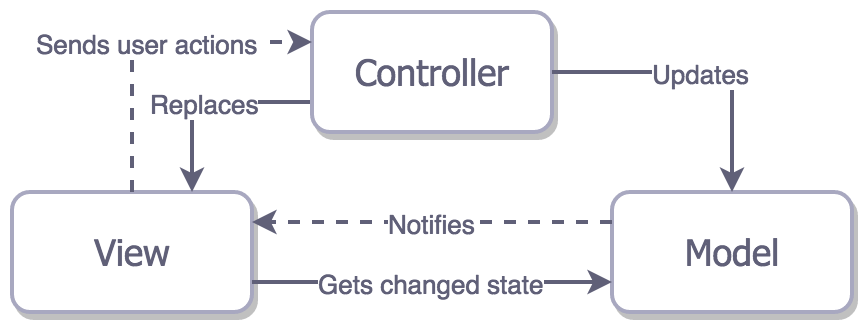 Sends user actions
Controller
Updates
Replaces
View
Notifies
Model
Gets changed state